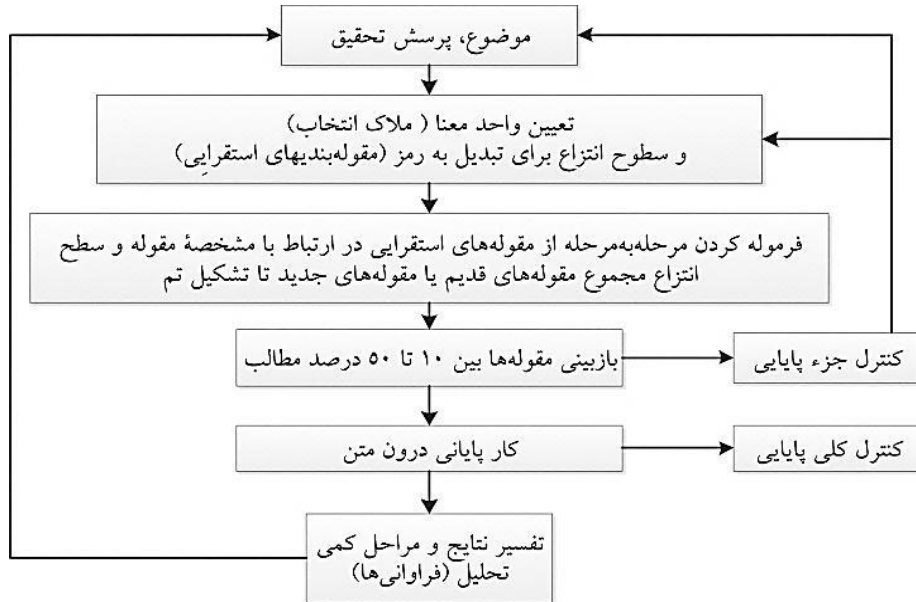 موضوع، پرسش تحقیق
تعیین واحد معنا ( ملاک انتخاب)
و سطوح انتزاع برای تبدیل به رمز (مقوله‌بندیهای استقرایِی)
فرموله کردن مرحله‌به‌مرحله از مقوله‌های استقرایی در ارتباط با مشخصۀ مقوله و سطح
انتزاع مجموع مقوله‌های قدیم یا مقوله‌های جدید تا تشکیل تم
بازبینی مقوله‌ها بین ۱۰ تا ۵۰ درصد مطالب
کنترل جزء پایایی
کار پایانی درون متن
کنترل کلی پایایی
تفسیر نتایج و مراحل کمی
تحلیل (فراوانی‌ها)